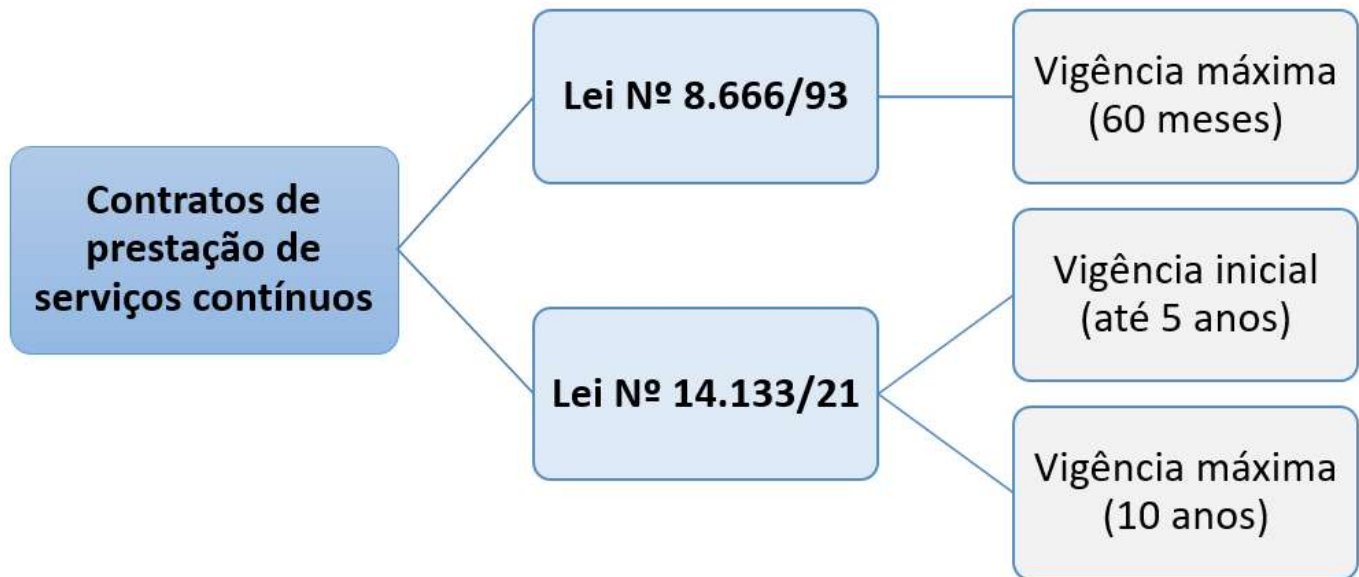 Contratos de
prestação de
serviços contínuos
Lei Nº 8.666/93
Vigência máxima
(60 meses)
Lei Nº 14.133/21
Vigência inicial
(até 5 anos)
Vigência máxima
(10 anos)